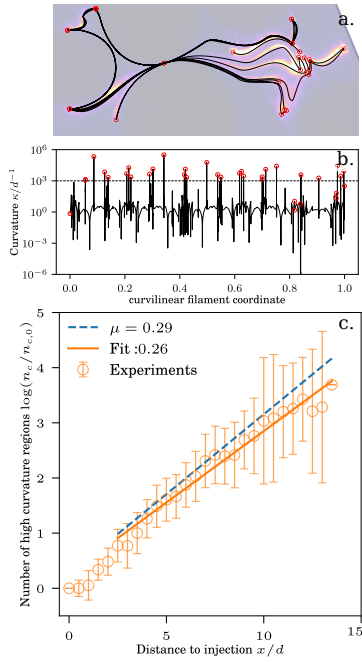 a.
b.
Curvature κ/d⁻¹
10⁶
10³
10⁰
10⁻³
10⁻⁶
0.0 0.2 0.4 0.6 0.8 1.0
curvilinear filament coordinate
c.
μ = 0.29
Fit :0.26
Experiments
Number of high curvature regions log(n_c/n_{c,0})
5
4
3
2
1
0
0 5 10 15
Distance to injection x/d